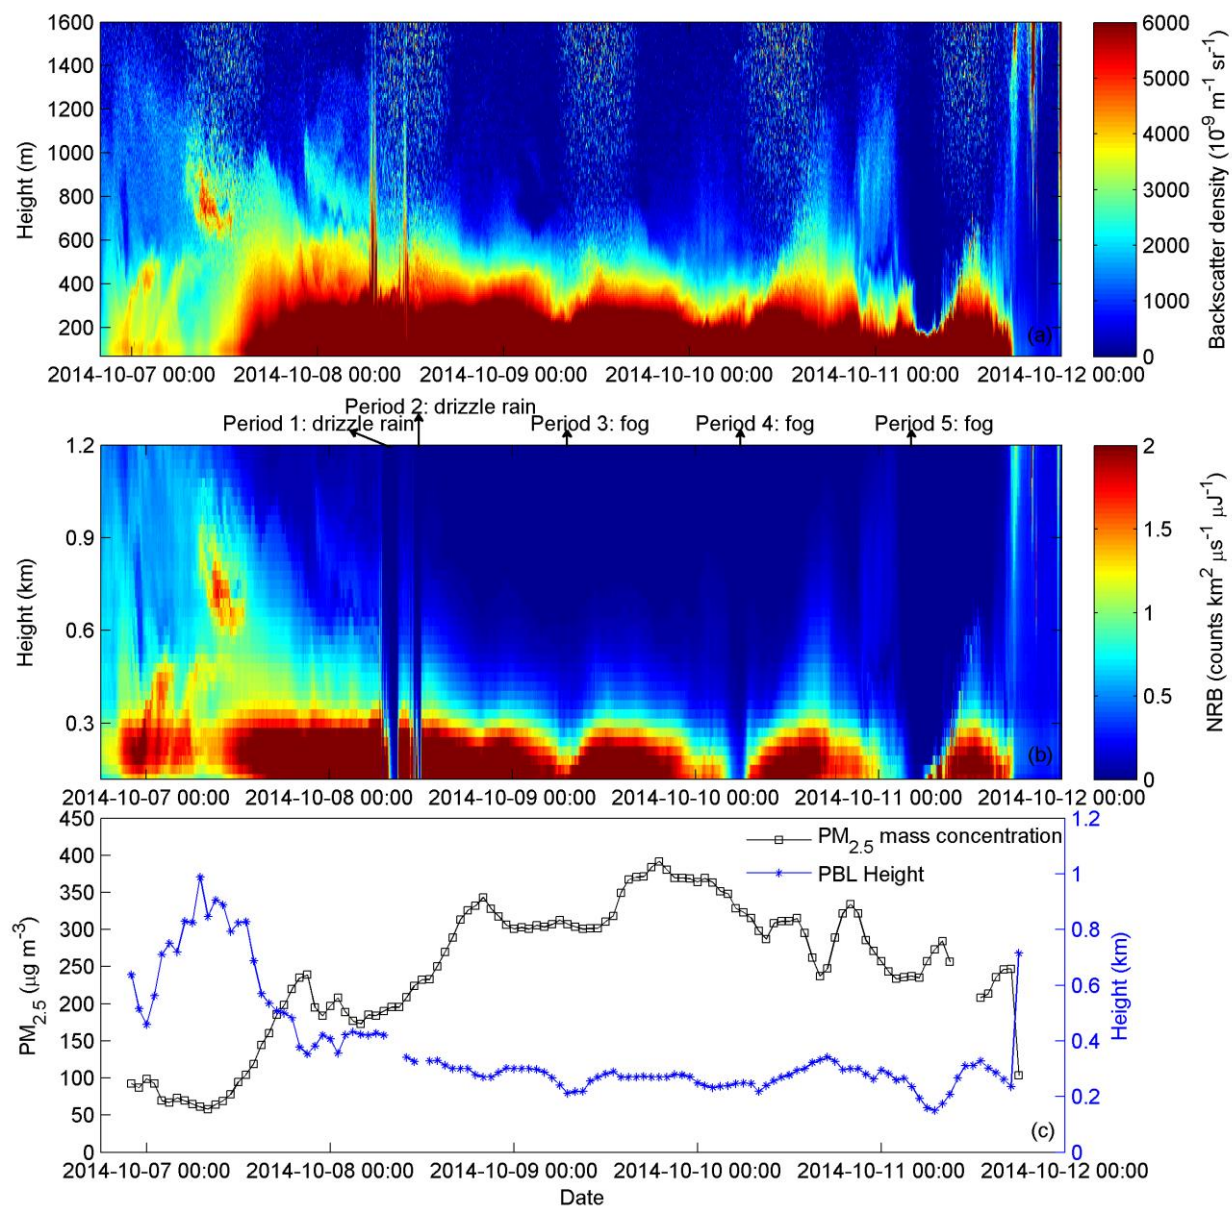 1600
1400
1200
1000
800
600
400
200
Height (m)
(a)
6000
5000
4000
3000
2000
1000
0
Backscatter density (10⁻⁹ m⁻¹ sr⁻¹)
2014-10-07 00:00 2014-10-08 00:00 2014-10-09 00:00 2014-10-10 00:00 2014-10-11 00:00 2014-10-12 00:00
Period 2: drizzle rain
Period 1: drizzle rain Period 3: fog Period 4: fog Period 5: fog
1.2
0.9
0.6
0.3
Height (km)
(b)
2
1.5
1
0.5
0
NRB (counts km² μs⁻¹ μJ⁻¹)
2014-10-07 00:00 2014-10-08 00:00 2014-10-09 00:00 2014-10-10 00:00 2014-10-11 00:00 2014-10-12 00:00
450
400
350
300
250
200
150
100
50
0
PM₂.₅ (μg m⁻³)
PM₂.₅ mass concentration
PBL Height
(c)
1.2
1
0.8
0.6
0.4
0.2
0
Height (km)
2014-10-07 00:00 2014-10-08 00:00 2014-10-09 00:00 2014-10-10 00:00 2014-10-11 00:00 2014-10-12 00:00
Date